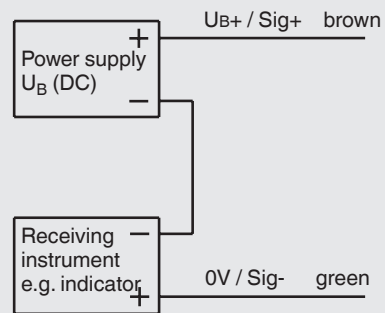 UB+ / Sig+ brown
+
Power supply
UB (DC)
−
Receiving −
instrument
e.g. indicator
+
0V / Sig- green